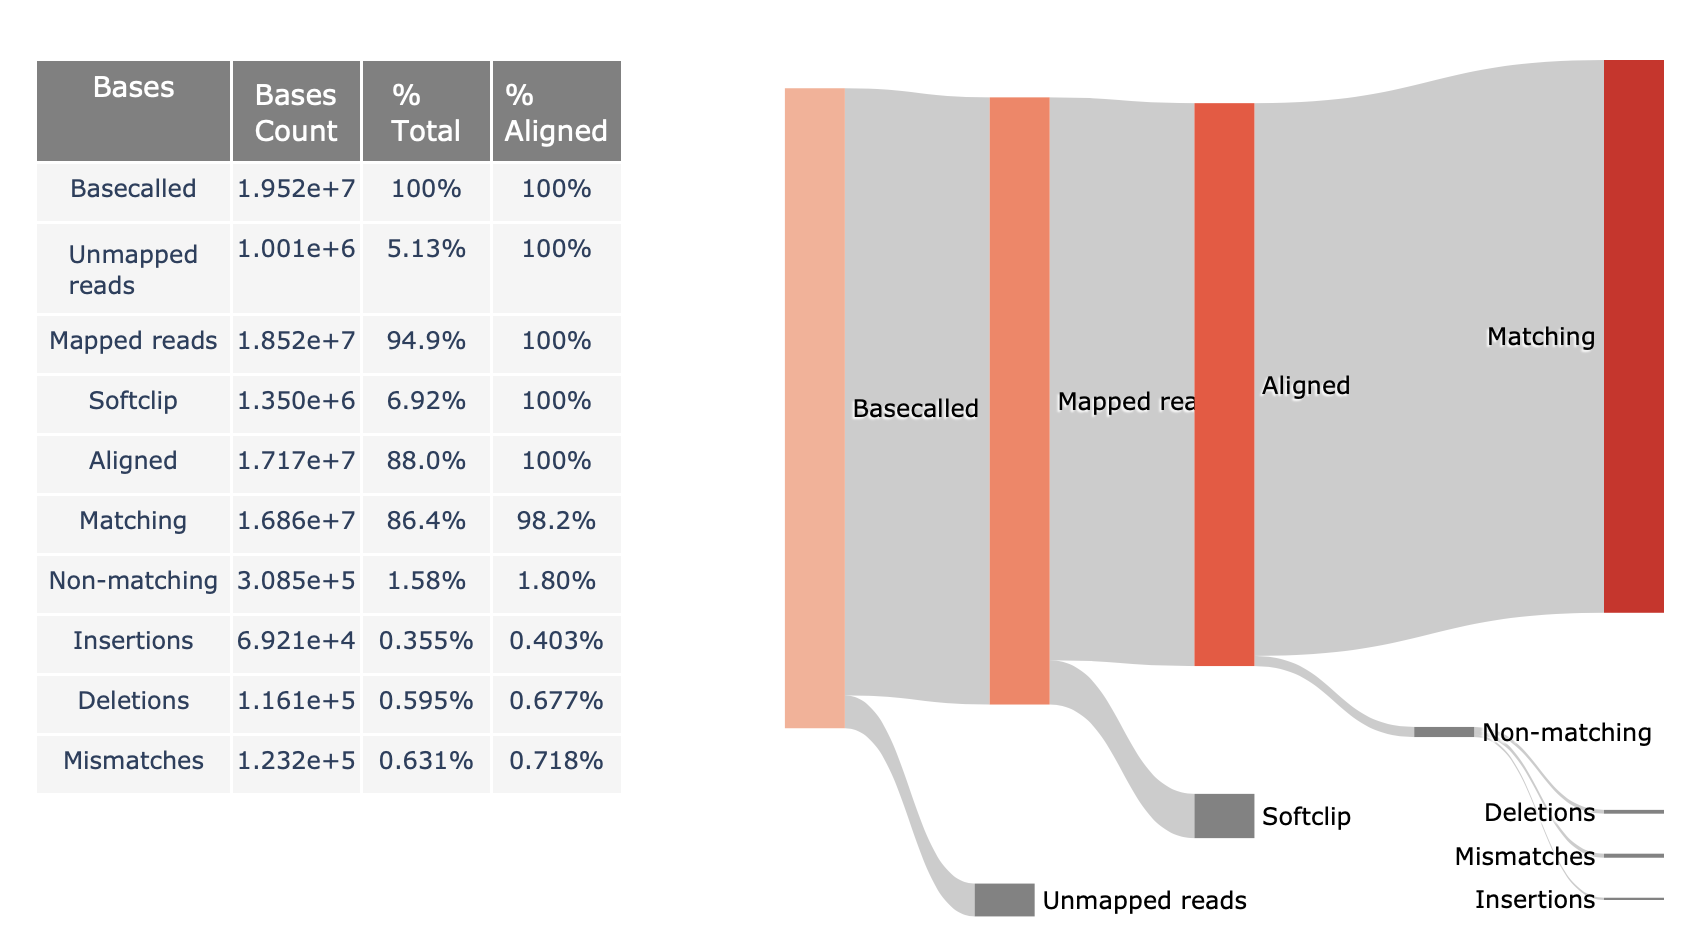 Bases
Bases Count
% Total
% Aligned
Basecalled 1.952e+7 100% 100%
Unmapped reads 1.001e+6 5.13% 100%
Mapped reads 1.852e+7 94.9% 100%
Softclip 1.350e+6 6.92% 100%
Aligned 1.717e+7 88.0% 100%
Matching 1.686e+7 86.4% 98.2%
Non-matching 3.085e+5 1.58% 1.80%
Insertions 6.921e+4 0.355% 0.403%
Deletions 1.161e+5 0.595% 0.677%
Mismatches 1.232e+5 0.631% 0.718%
Basecalled
Mapped rea
Aligned
Matching
Non-matching
Softclip
Deletions
Mismatches
Insertions
Unmapped reads